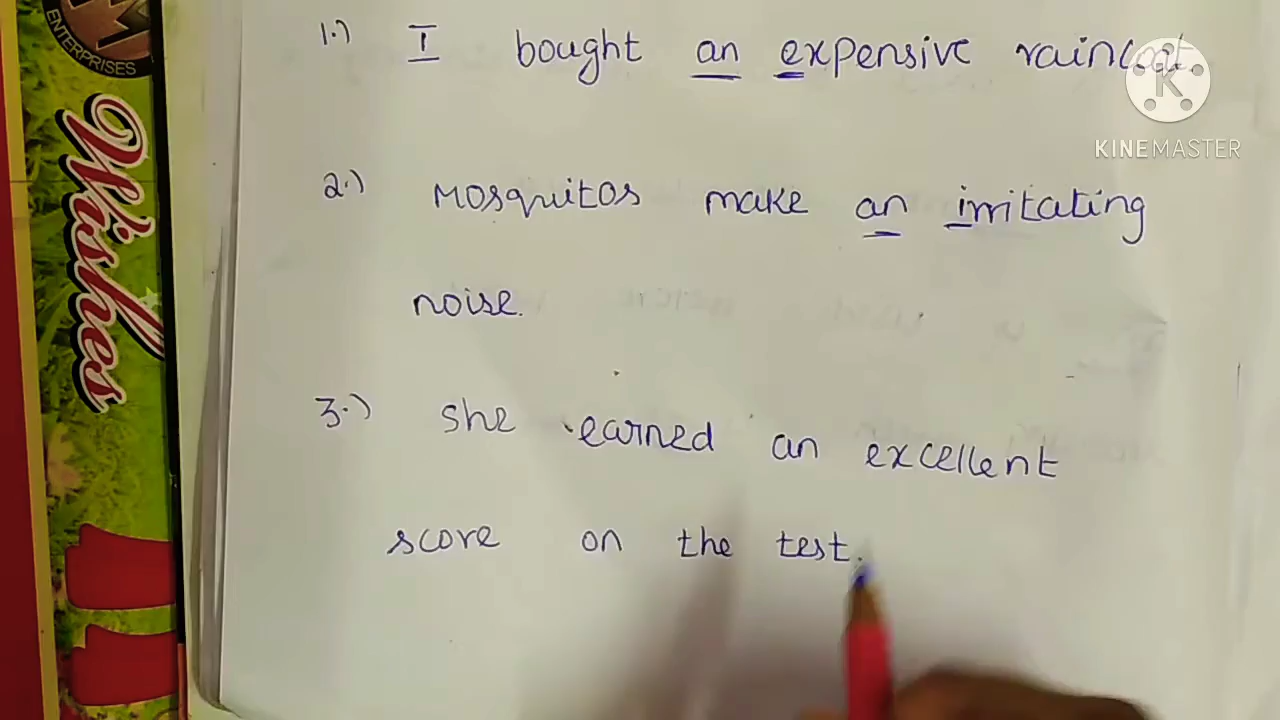 ENTERPRISES
Wishes
1.) I bought an expensive raincoat.
KINEMASTER
2.) Mosquitos make an irritating
noise.
3.) she earned an excellent
score on the test.